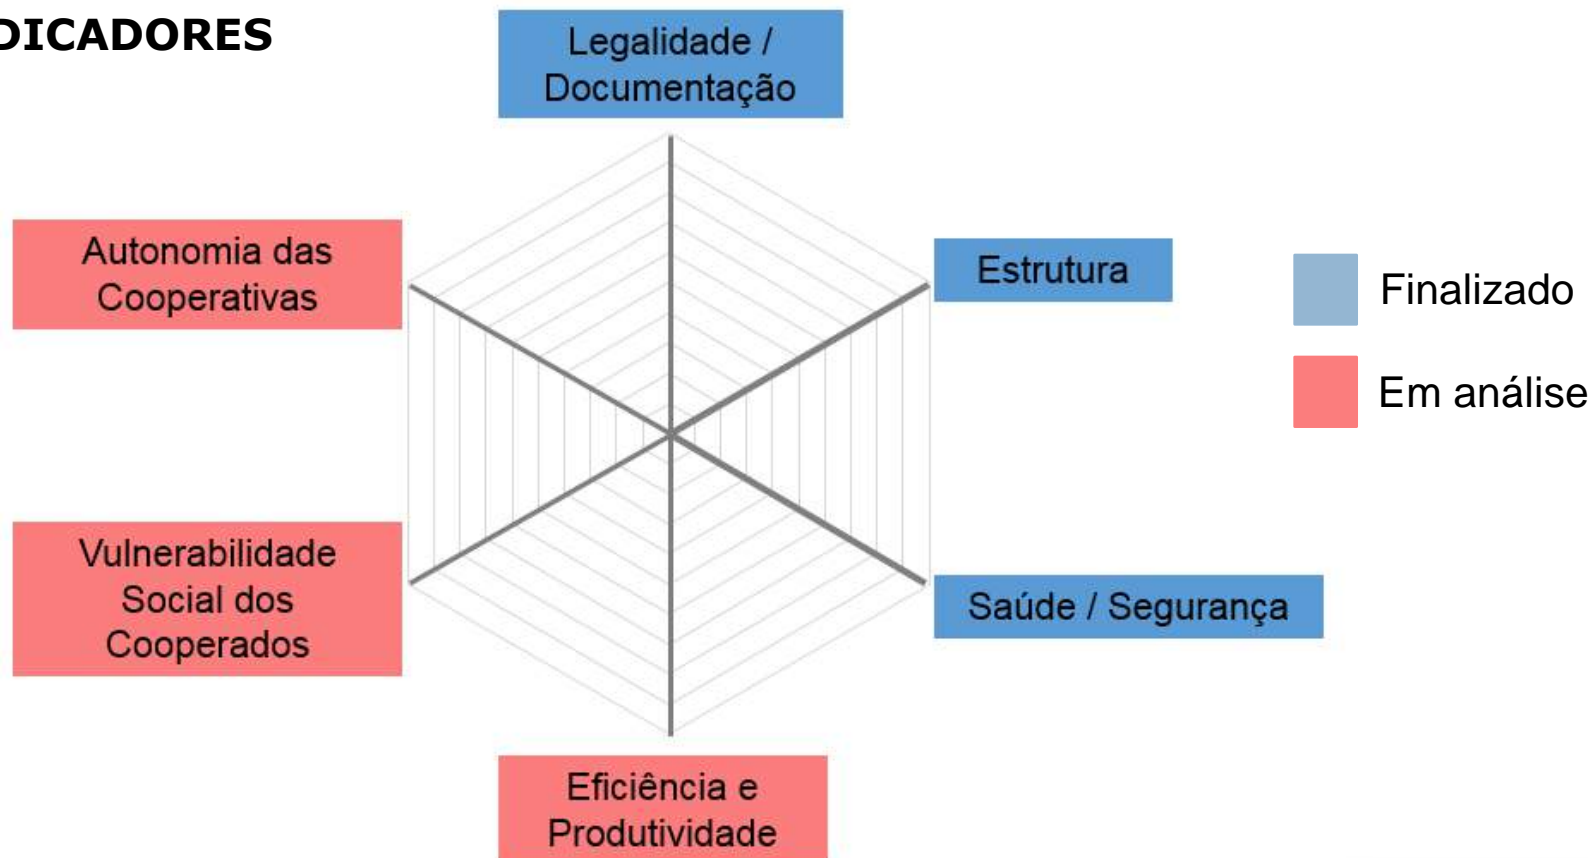 DICADORES
Legalidade /
Documentação
Autonomia das
Cooperativas
Estrutura
Finalizado
Em análise
Vulnerabilidade
Social dos
Cooperados
Saúde / Segurança
Eficiência e
Produtividade